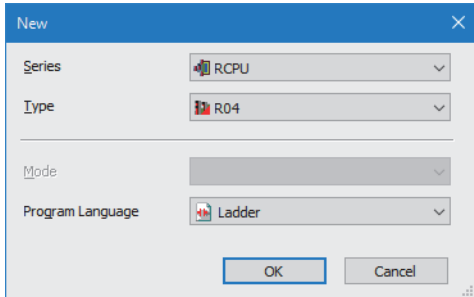 New
Series
RCPU
Type
R04
Mode
Program Language
Ladder
OK
Cancel